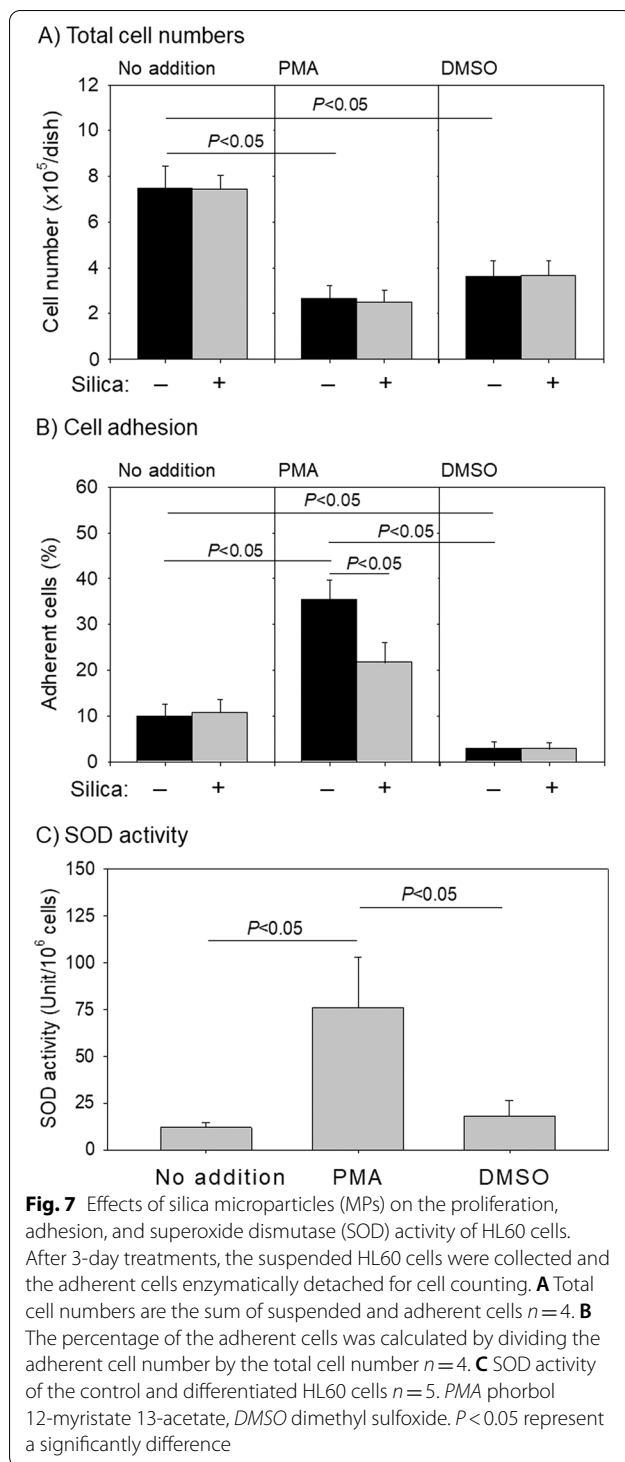 A) Total cell numbers
No addition PMA DMSO
12
10
8
6
4
2
0
Cell number (x10⁵/dish)
P<0.05
P<0.05
Silica: – + – + – +
B) Cell adhesion
No addition PMA DMSO
60
50
40
30
20
10
0
Adherent cells (%)
P<0.05
P<0.05
P<0.05
P<0.05
Silica: – + – + – +
C) SOD activity
150
125
100
75
50
25
0
SOD activity (Unit/10⁶ cells)
P<0.05
P<0.05
No addition PMA DMSO
Fig. 7 Effects of silica microparticles (MPs) on the proliferation,
adhesion, and superoxide dismutase (SOD) activity of HL60 cells.
After 3-day treatments, the suspended HL60 cells were collected and
the adherent cells enzymatically detached for cell counting. A Total
cell numbers are the sum of suspended and adherent cells n = 4. B
The percentage of the adherent cells was calculated by dividing the
adherent cell number by the total cell number n = 4. C SOD activity
of the control and differentiated HL60 cells n = 5. PMA phorbol
12-myristate 13-acetate, DMSO dimethyl sulfoxide. P < 0.05 represent
a significantly difference